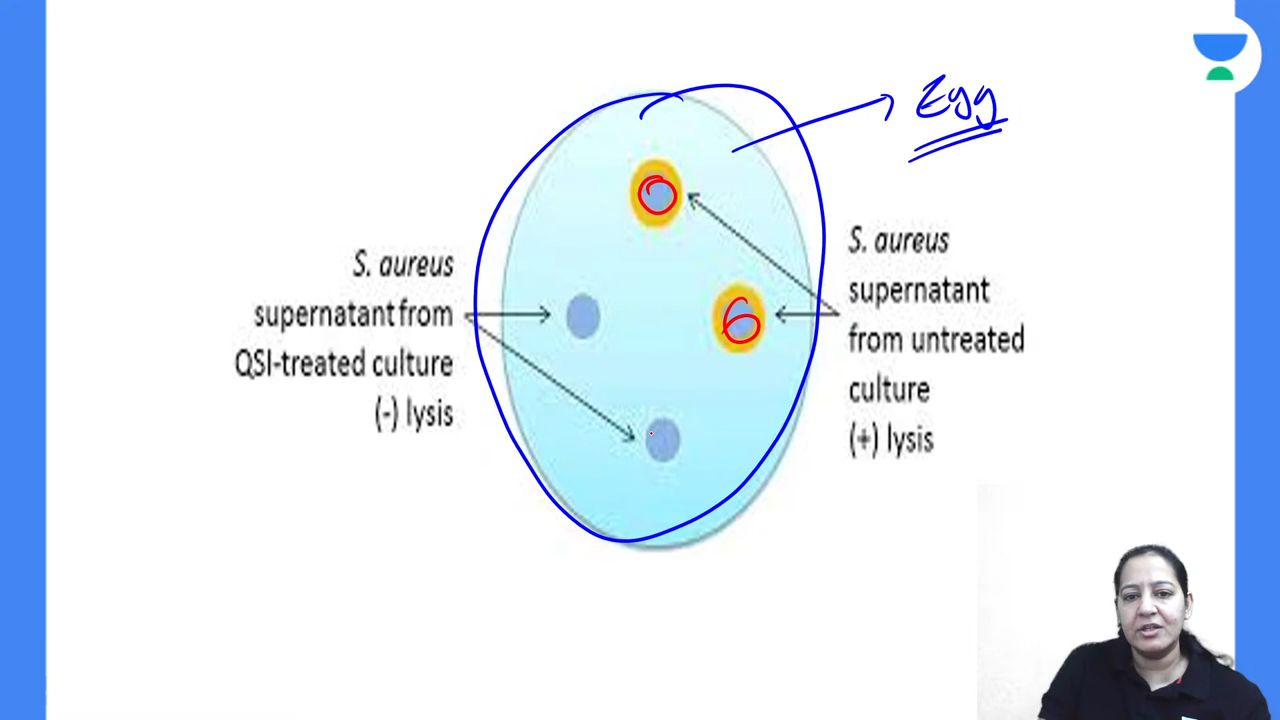 Egg
S. aureus
supernatant from
QSI-treated culture
(-) lysis
S. aureus
supernatant
from untreated
culture
(+) lysis